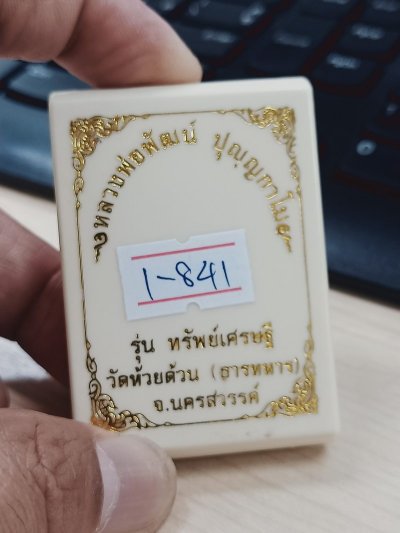 หลวงพ่อพัฒน์ ปุญฺญกาโม
1-841
รุ่น ทรัพย์เศรษฐี
วัดห้วยด้วน (ธารทหาร)
จ.นครสวรรค์